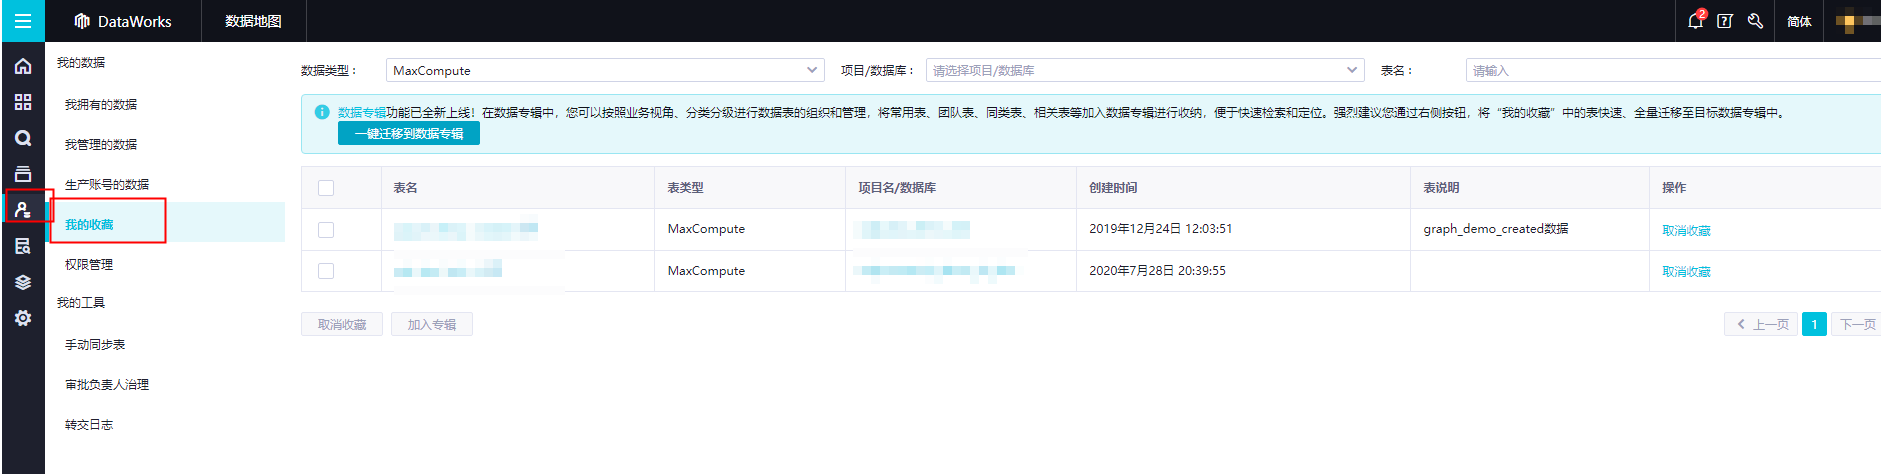 DataWorks 数据地图 2 简体
我的数据
我拥有的数据
我管理的数据
生产账号的数据
我的收藏
权限管理
我的工具
手动同步表
审批负责人治理
转交日志
数据类型： MaxCompute 项目/数据库： 请选择项目/数据库 表名： 请输入
数据专辑功能已全新上线！在数据专辑中，您可以按照业务视角、分类分级进行数据表的组织和管理，将常用表、团队表、同类表、相关表等加入数据专辑进行收纳，便于快速检索和定位。强烈建议您通过右侧按钮，将“我的收藏”中的表快速、全量迁移至目标数据专辑中。
一键迁移到数据专辑
表名 表类型 项目名/数据库 创建时间 表说明 操作
MaxCompute 2019年12月24日 12:03:51 graph_demo_created数据 取消收藏
MaxCompute 2020年7月28日 20:39:55 取消收藏
取消收藏 加入专辑 上一页 1 下一页